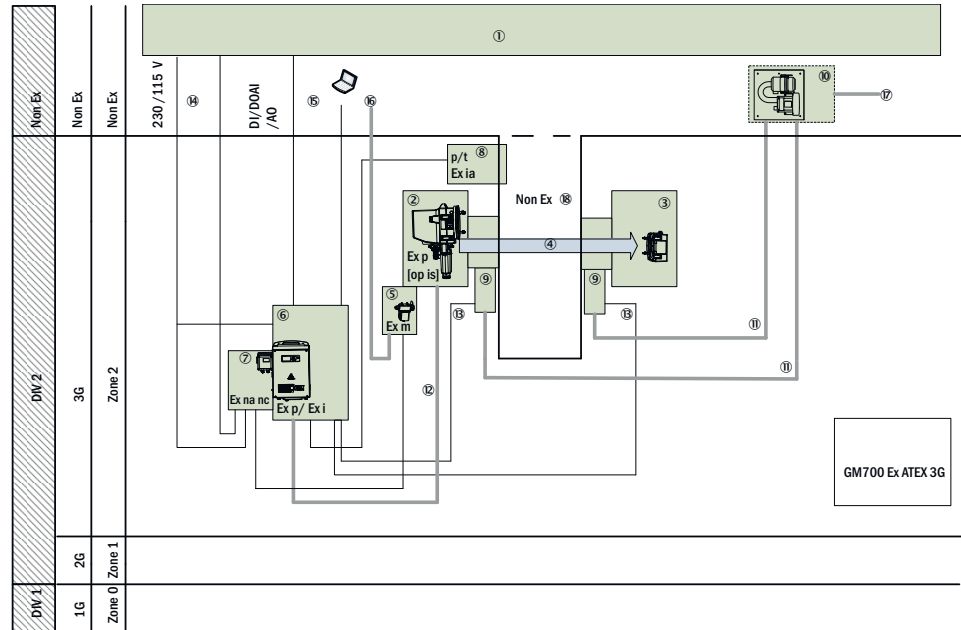 ①
Non Ex
Non Ex
Non Ex
230 / 115 V
⑭
DI/DOAI
/AO
⑮
⑯
⑩
⑰
p/t
⑧
Ex ia
②
Ex p
[op is]
Non Ex ⑱
④
③
⑤
Ex m
⑨
⑬
⑨
⑬
⑪
⑪
⑥
⑦
Ex na nc
Ex p/ Ex i
⑫
DIV 2
3G
Zone 2
GM700 Ex ATEX 3G
2G
Zone 1
DIV 1
1G
Zone 0